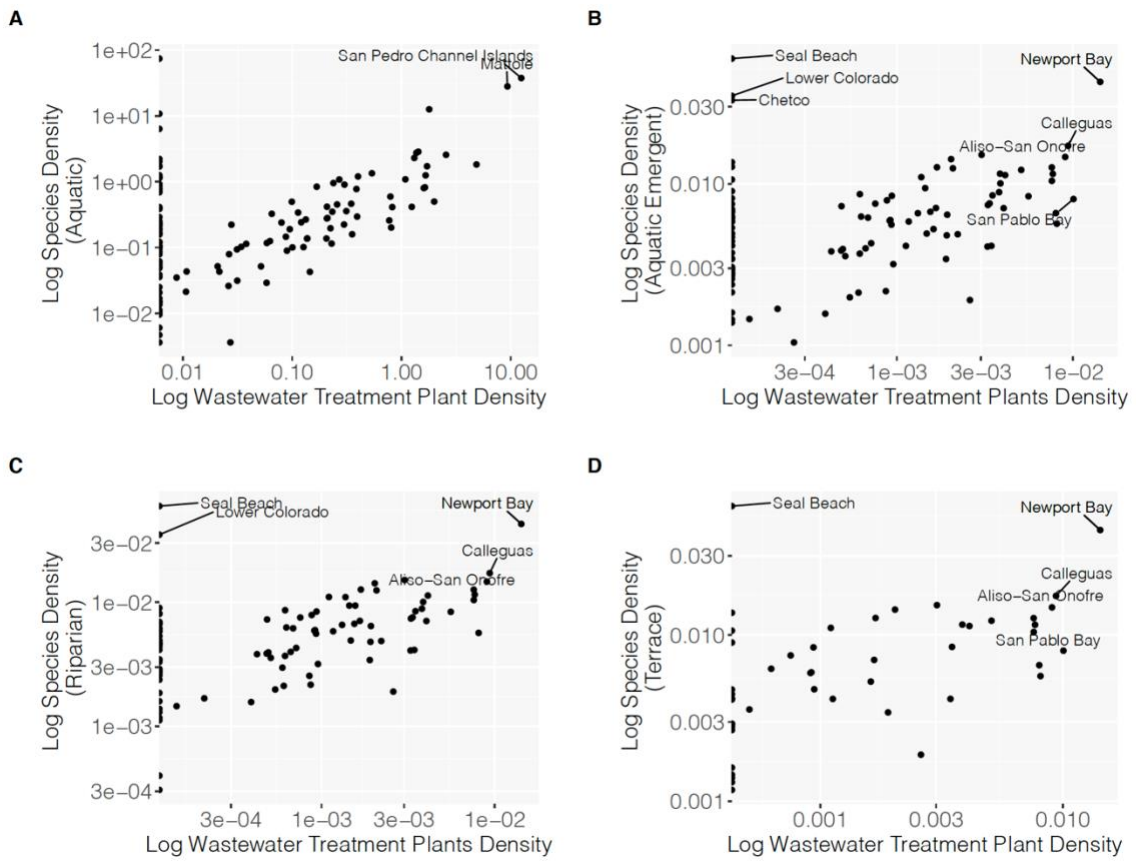 A
1e+02
1e+01
1e+00
1e-01
1e-02
Log Species Density
(Aquatic)
San Pedro Channel Islands
Mattole
0.01 0.10 1.00 10.00
Log Wastewater Treatment Plant Density
B
0.030
0.010
0.003
0.001
Log Species Density
(Aquatic Emergent)
Seal Beach
Lower Colorado
Chetco
Newport Bay
Calleguas
Aliso-San Onofre
San Pablo Bay
3e-04 1e-03 3e-03 1e-02
Log Wastewater Treatment Plants Density
C
3e-02
1e-02
3e-03
1e-03
3e-04
Log Species Density
(Riparian)
Seal Beach
Lower Colorado
Newport Bay
Calleguas
Aliso-San Onofre
3e-04 1e-03 3e-03 1e-02
Log Wastewater Treatment Plants Density
D
0.030
0.010
0.003
0.001
Log Species Density
(Terrace)
Seal Beach
Newport Bay
Calleguas
Aliso-San Onofre
San Pablo Bay
0.001 0.003 0.010
Log Wastewater Treatment Plant Density